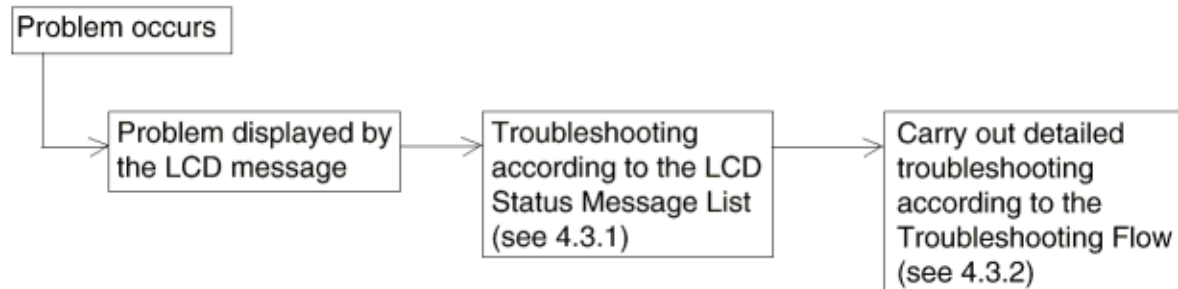 Problem occurs
Problem displayed by
the LCD message
Troubleshooting
according to the LCD
Status Message List
(see 4.3.1)
Carry out detailed
troubleshooting
according to the
Troubleshooting Flow
(see 4.3.2)